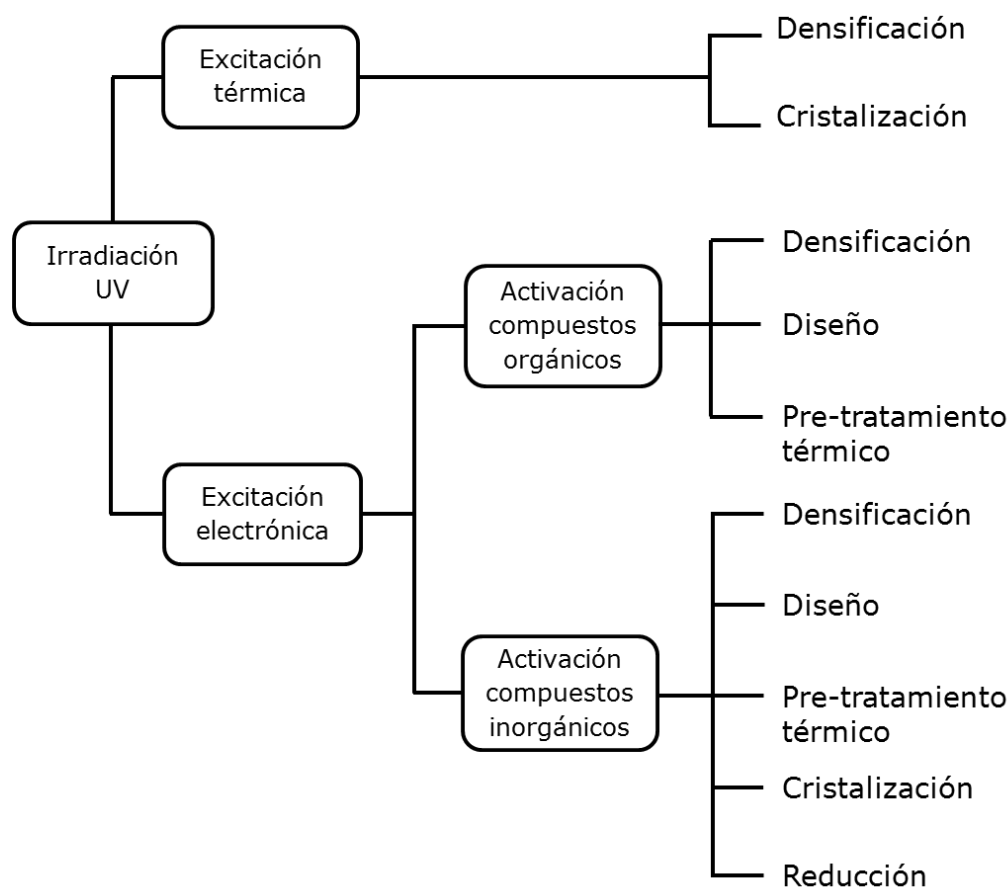 Excitación
térmica
Densificación
Cristalización
Irradiación
UV
Activación
compuestos
orgánicos
Densificación
Diseño
Pre-tratamiento
térmico
Excitación
electrónica
Activación
compuestos
inorgánicos
Densificación
Diseño
Pre-tratamiento
térmico
Cristalización
Reducción